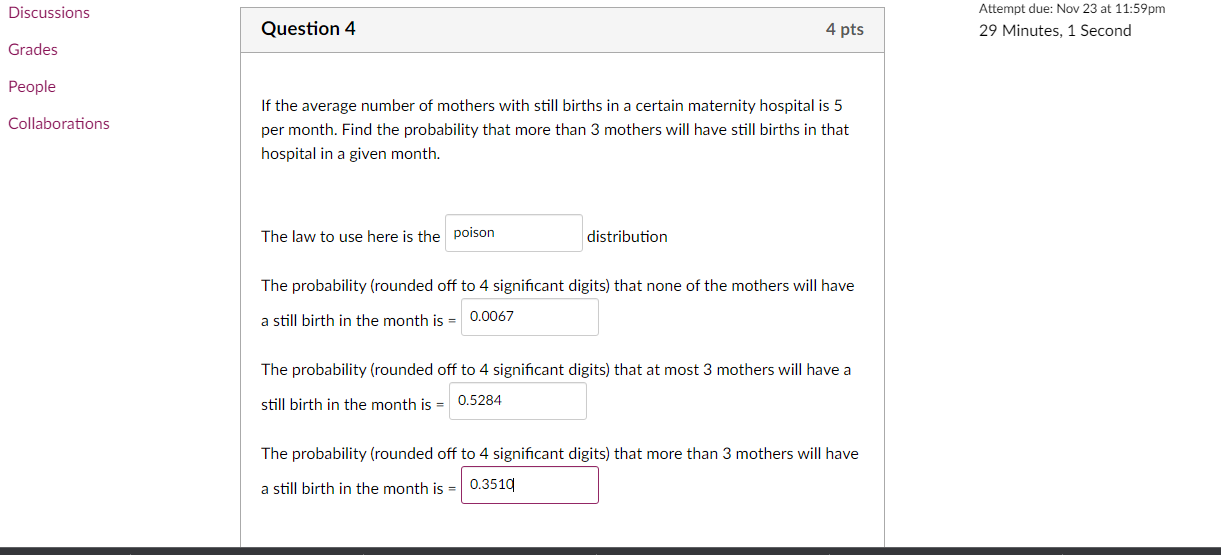 Discussions
Grades
People
Collaborations
Question 4
4 pts
If the average number of mothers with still births in a certain maternity hospital is 5
per month. Find the probability that more than 3 mothers will have still births in that
hospital in a given month.
The law to use here is the poison distribution
The probability (rounded off to 4 significant digits) that none of the mothers will have
a still birth in the month is = 0.0067
The probability (rounded off to 4 significant digits) that at most 3 mothers will have a
still birth in the month is = 0.5284
The probability (rounded off to 4 significant digits) that more than 3 mothers will have
a still birth in the month is = 0.3510
Attempt due: Nov 23 at 11:59pm
29 Minutes, 1 Second